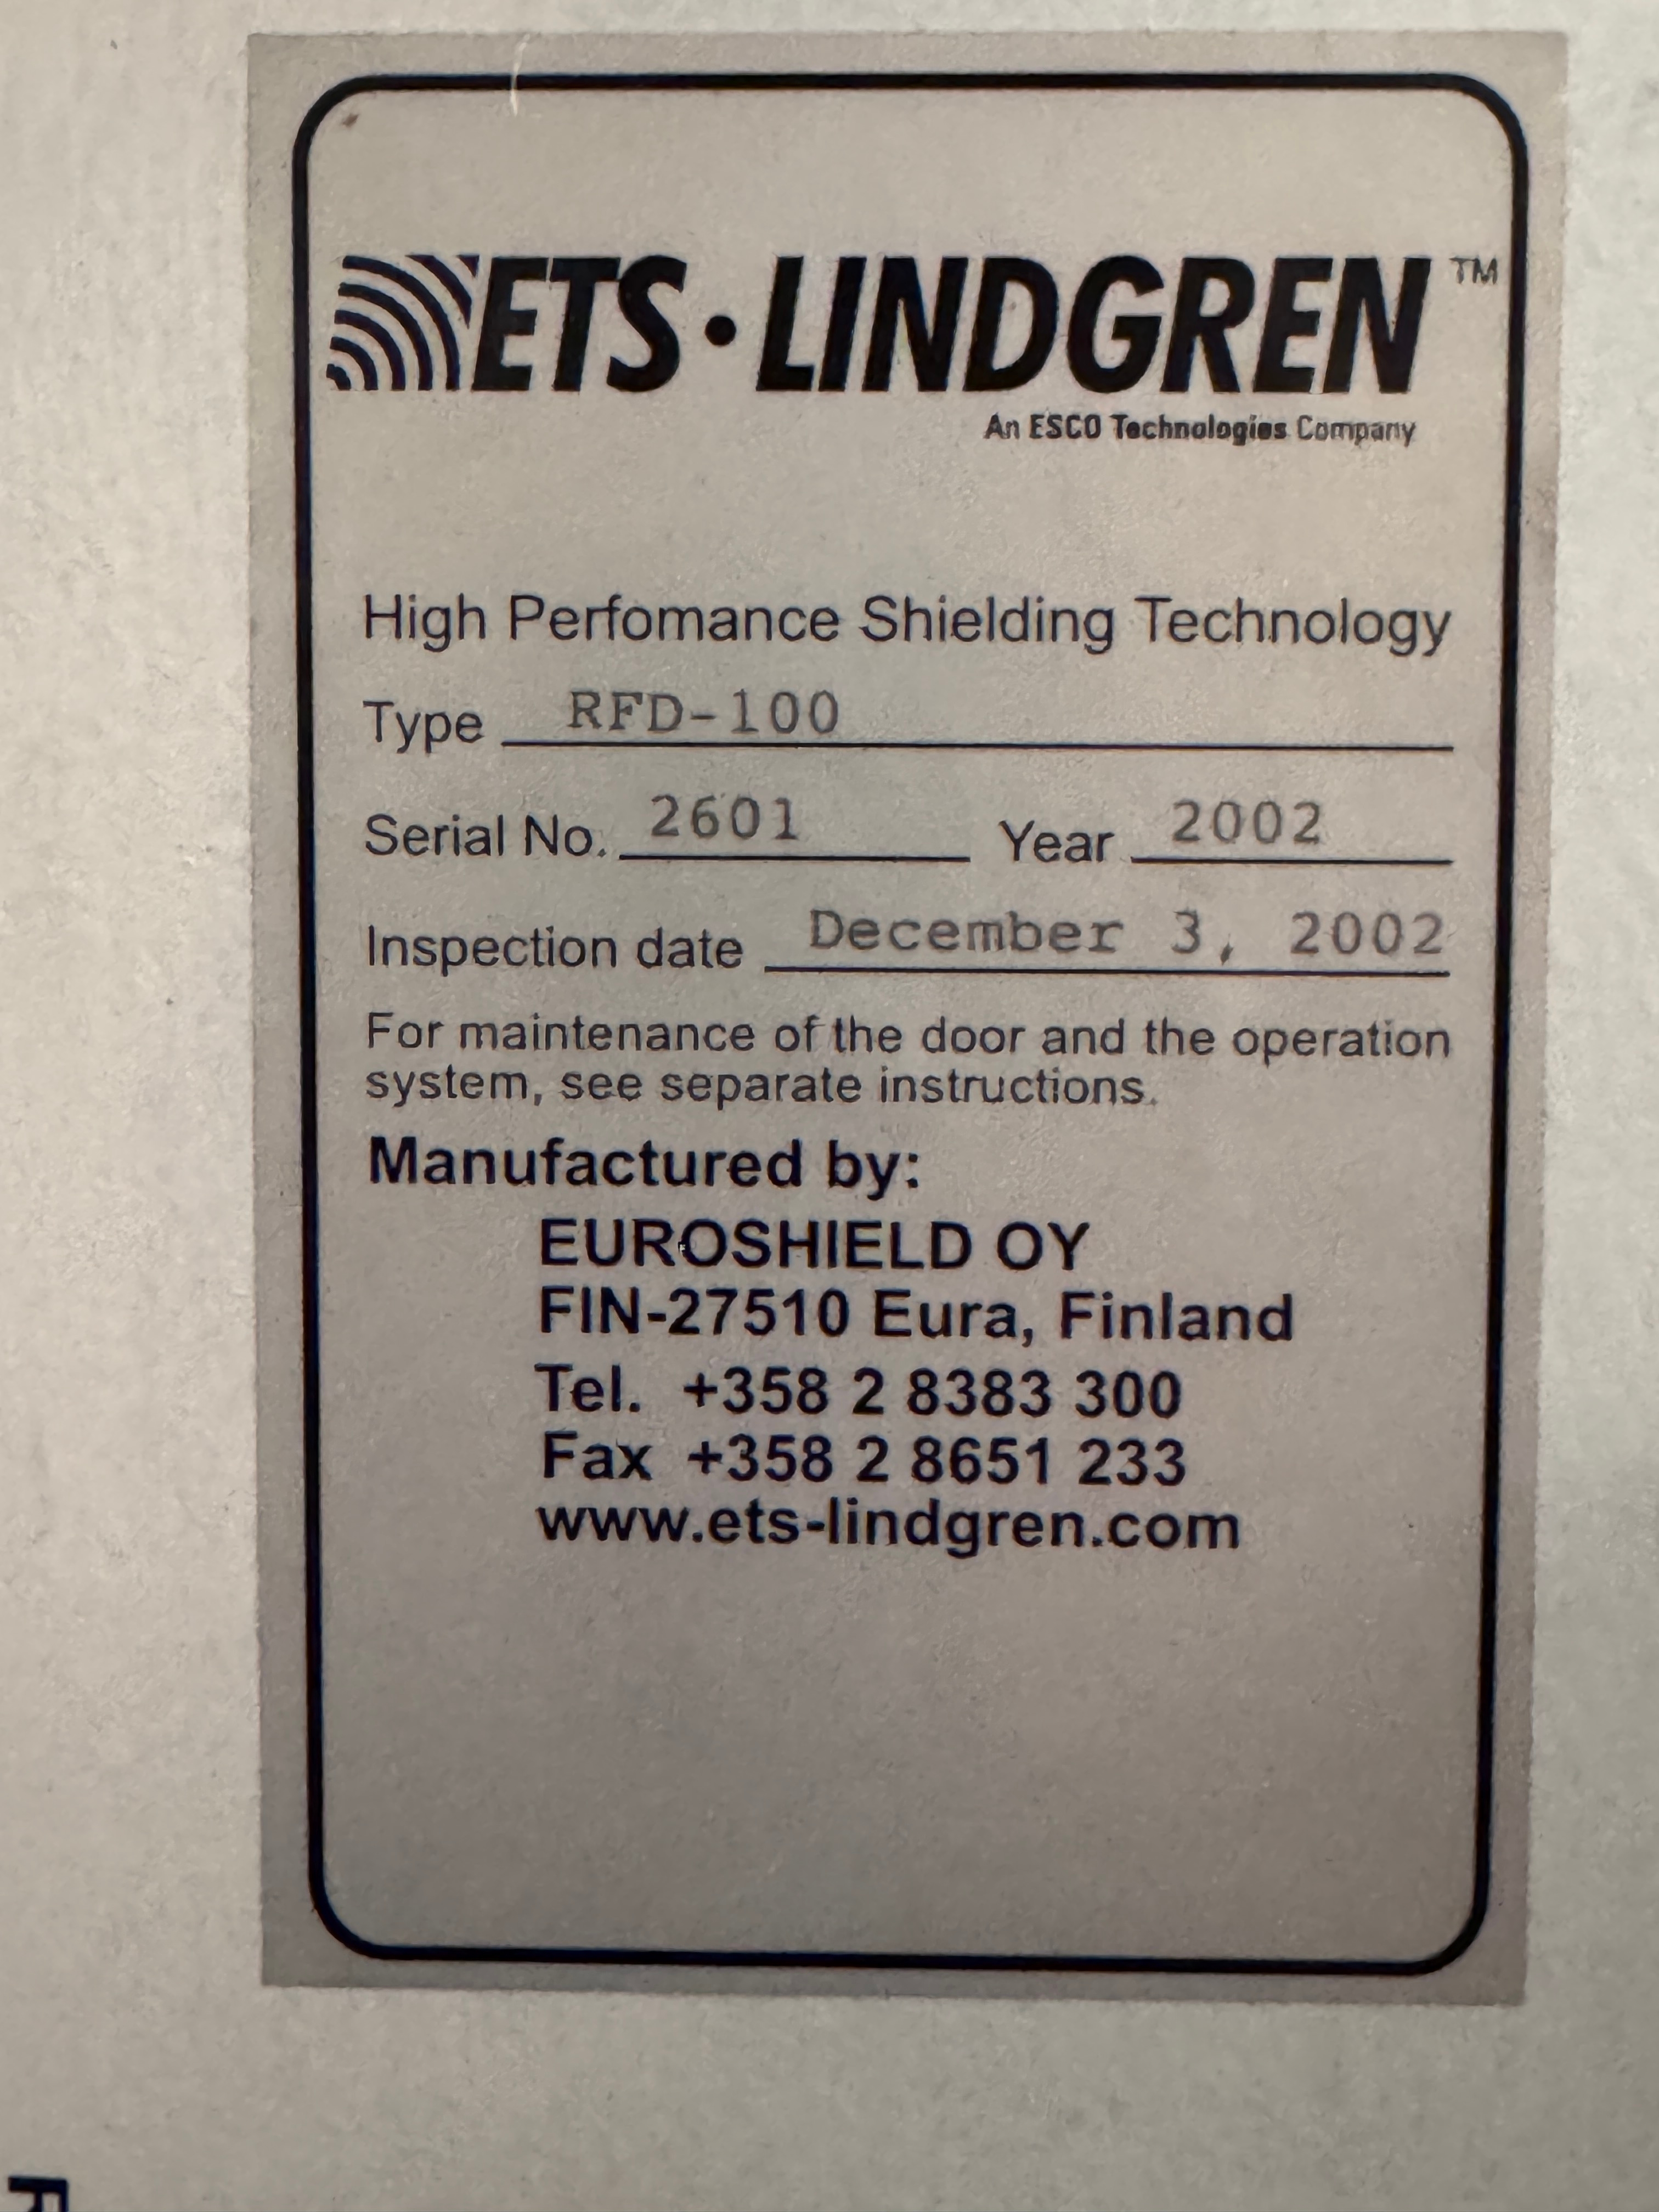 ETS·LINDGREN™
An ESCO Technologies Company
High Perfomance Shielding Technology
Type RFD-100
Serial No. 2601 Year 2002
Inspection date December 3, 2002
For maintenance of the door and the operation
system, see separate instructions.
Manufactured by:
EUROSHIELD OY
FIN-27510 Eura, Finland
Tel. +358 2 8383 300
Fax +358 2 8651 233
www.ets-lindgren.com